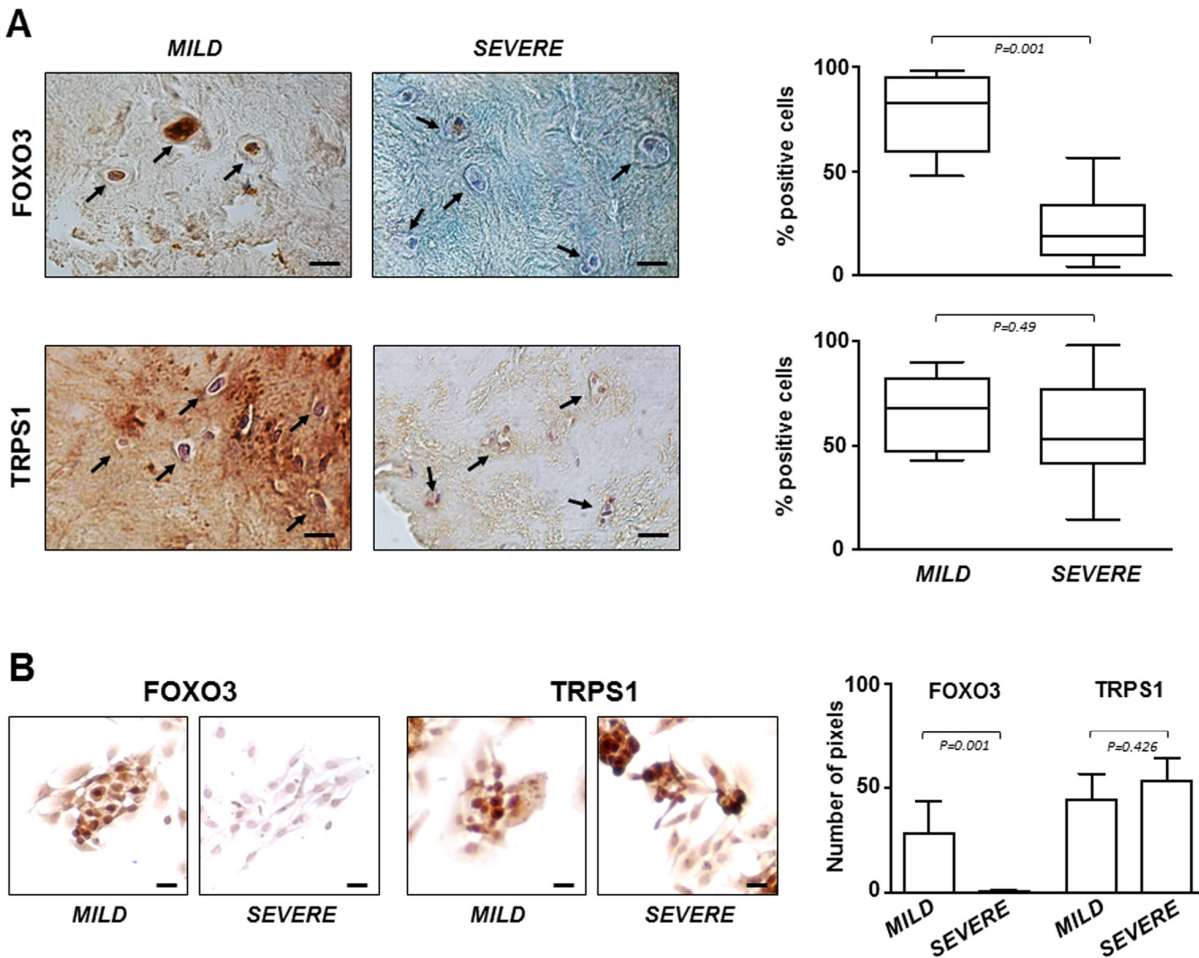 A
MILD SEVERE
FOXO3
TRPS1
P=0.001
100
50
0
% positive cells
P=0.49
100
50
0
% positive cells
MILD SEVERE
B
FOXO3 TRPS1
MILD SEVERE MILD SEVERE
100
50
0
Number of pixels
FOXO3 TRPS1
P=0.001 P=0.426
MILD SEVERE MILD SEVERE